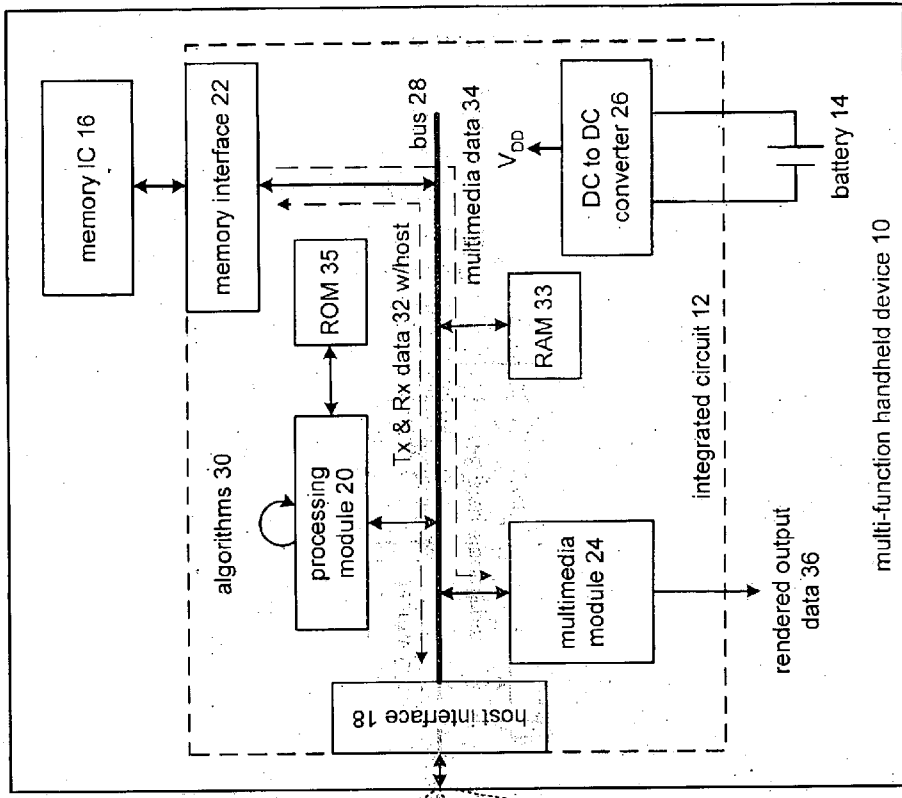 memory IC 16
memory interface 22
bus 28
multimedia data 34
V_DD
DC to DC
converter 26
battery 14
algorithms 30
ROM 35
processing
module 20
Tx & Rx data 32 w/host
RAM 33
integrated circuit 12
host interface 18
multimedia
module 24
rendered output
data 36
multi-function handheld device 10